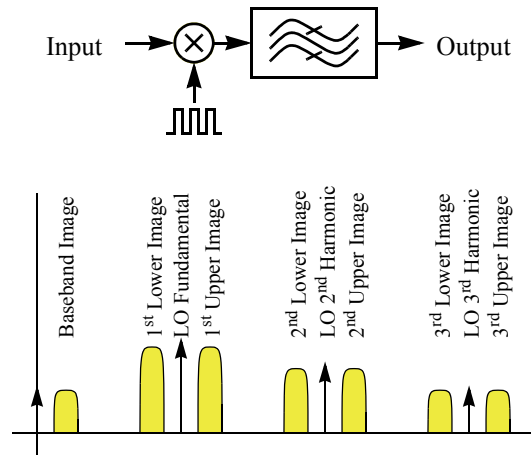 Input
Output
Baseband Image
1st Lower Image
LO Fundamental
1st Upper Image
2nd Lower Image
LO 2nd Harmonic
2nd Upper Image
3rd Lower Image
LO 3rd Harmonic
3rd Upper Image